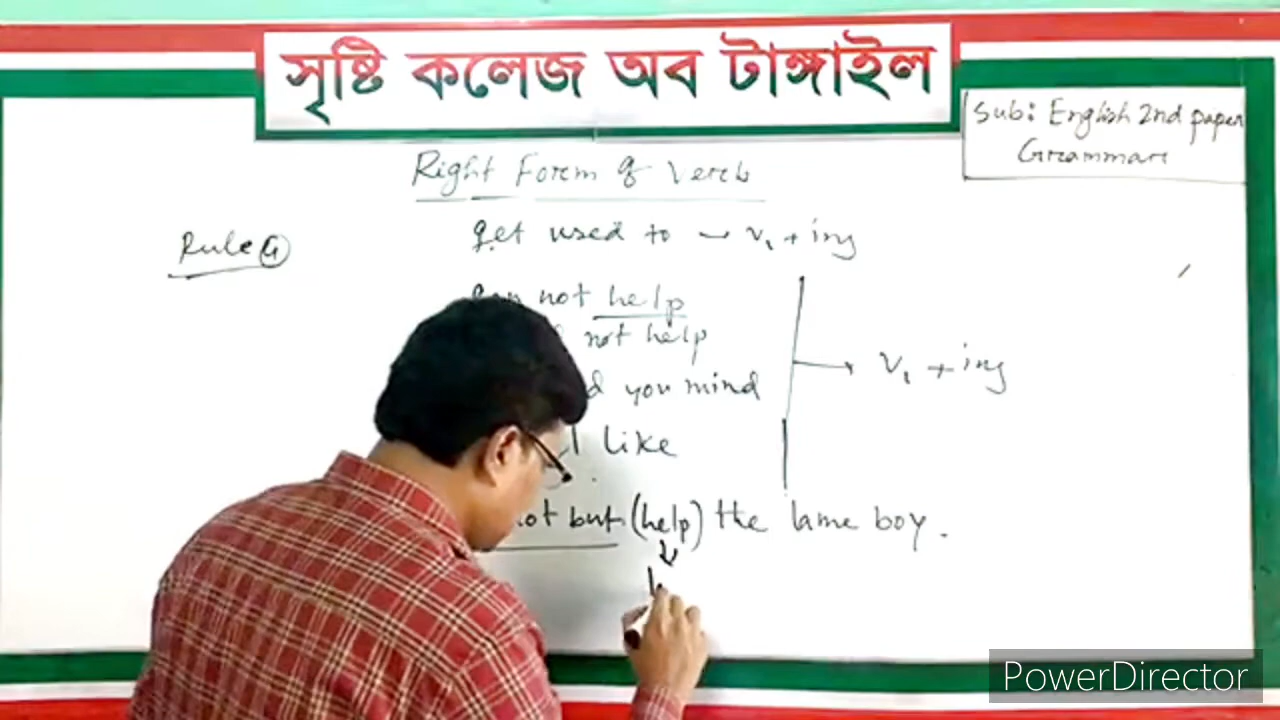 সৃষ্টি কলেজ অব টাঙ্গাইল
Sub: English 2nd paper
Grammar
Right Form of Verb
Rule 4
get used to → v₁ + ing
not help
not help
you mind
like
→ v₁ + ing
not but (help) the lame boy.
PowerDirector